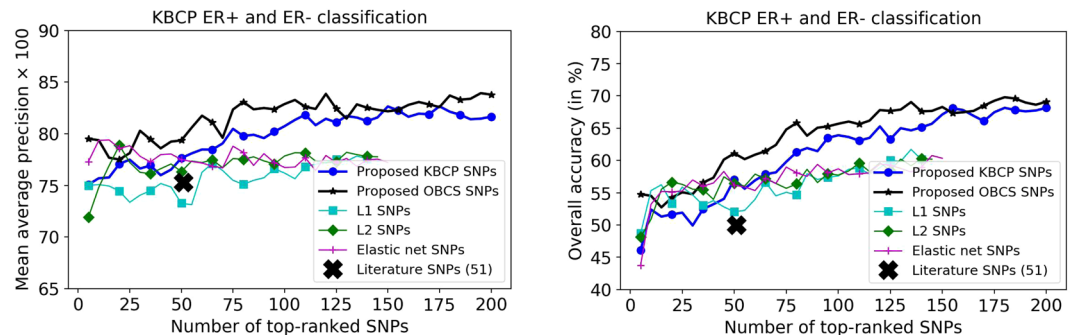 KBCP ER+ and ER- classification
Mean average precision × 100
90
85
80
75
70
65
0
25
50
75
100
125
150
175
200
Number of top-ranked SNPs
Proposed KBCP SNPs
Proposed OBCS SNPs
L1 SNPs
L2 SNPs
Elastic net SNPs
Literature SNPs (51)
KBCP ER+ and ER- classification
Overall accuracy (in %)
80
75
70
65
60
55
50
45
40
0
25
50
75
100
125
150
175
200
Number of top-ranked SNPs
Proposed KBCP SNPs
Proposed OBCS SNPs
L1 SNPs
L2 SNPs
Elastic net SNPs
Literature SNPs (51)